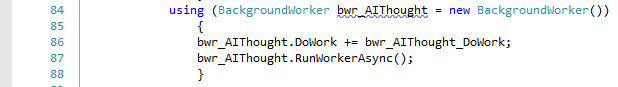 84 using (BackgroundWorker bwr_AIThought = new BackgroundWorker())
85 {
86 bwr_AIThought.DoWork += bwr_AIThought_DoWork;
87 bwr_AIThought.RunWorkerAsync();
88 }